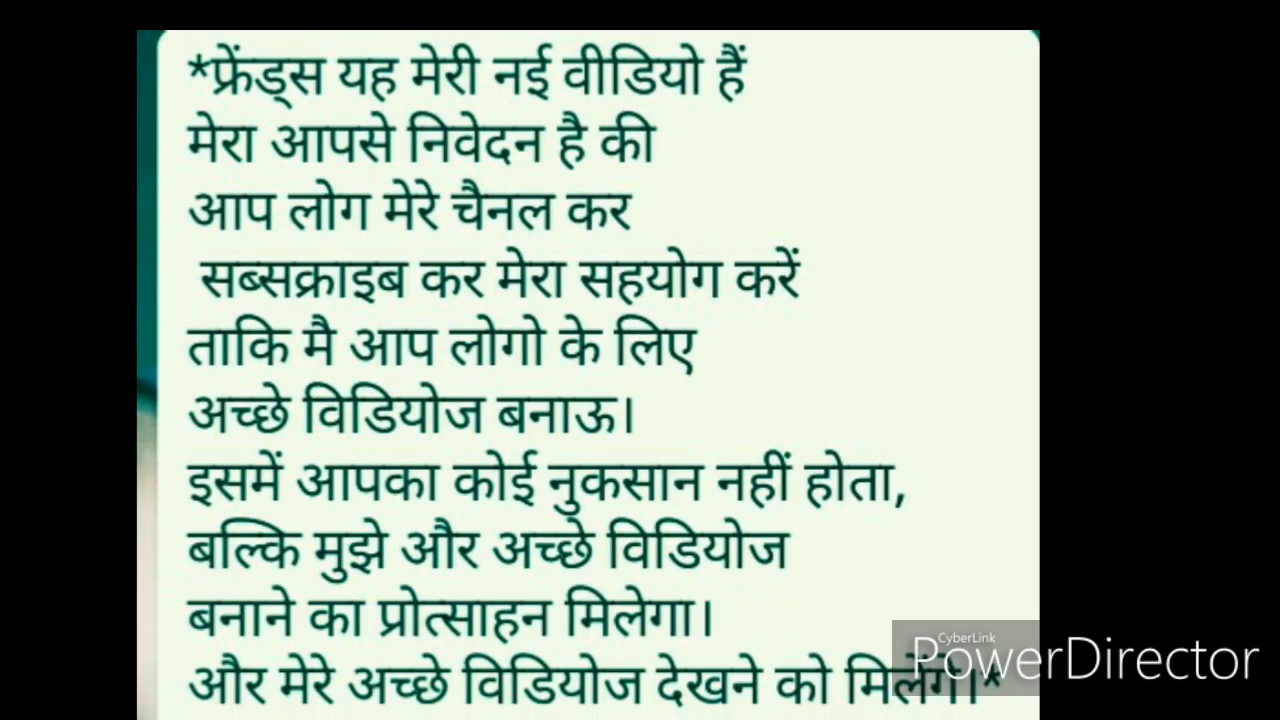 *फ्रेंड्स यह मेरी नई वीडियो हैं
मेरा आपसे निवेदन है की
आप लोग मेरे चैनल कर
सब्सक्राइब कर मेरा सहयोग करें
ताकि मै आप लोगो के लिए
अच्छे विडियोज बनाऊ।
इसमें आपका कोई नुकसान नहीं होता,
बल्कि मुझे और अच्छे विडियोज
बनाने का प्रोत्साहन मिलेगा।
और मेरे अच्छे विडियोज देखने को मिलेंगे।*
CyberLink
PowerDirector